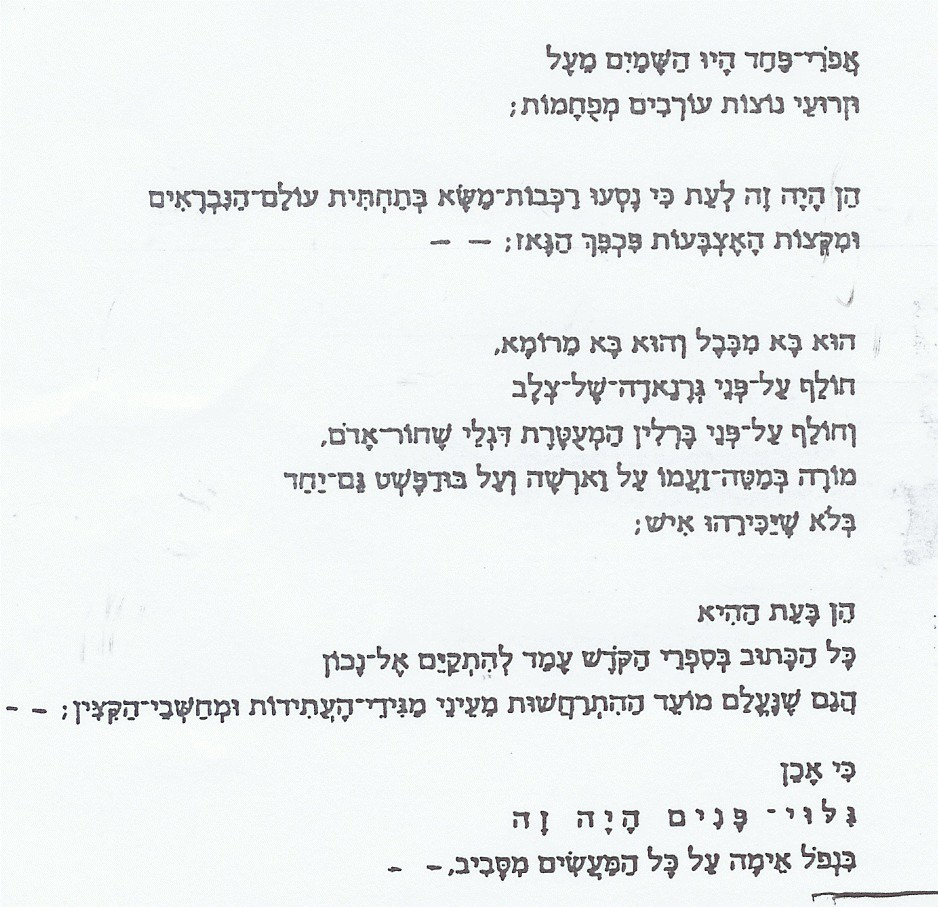 אֲפֹרֵי־פַּחַד הָיוּ הַשָּׁמַיִם מֵעָל
וּקְרוּעֵי נוֹצוֹת עוֹרְבִים מְפֻחָמוֹת;
הֵן הָיָה זֶה לְעֵת כִּי נָסְעוּ רַכְּבוֹת־מַשָּׂא בְּתַחְתִּית עוֹלַם־הַנִּבְרָאִים
וּמִקְצוֹת הָאֶצְבָּעוֹת פִּכְפֵּךְ הַגָּאז; — —
הוּא בָּא מִבָּבֶל וְהוּא בָּא מֵרוֹמָא,
חוֹלֵף עַל־פְּנֵי גְּרָנַאדָה־שֶׁל־צְלָב
וְחוֹלֵף עַל־פְּנֵי בֶּרְלִין הַמְעֻטֶּרֶת דִּגְלֵי שָׁחוֹר־אָדֹם,
מוֹרֶה בְּמַטֵּה־זַעֲמוֹ עַל וַארְשָׁה וְעַל בּוּדַפֶּשְׁט גַּם־יַחַד
בְּלֹא שֶׁיַּכִּירֵהוּ אִישׁ;
הֵן בָּעֵת הַהִיא
כָּל הַכָּתוּב בְּסִפְרֵי הַקֹּדֶשׁ עָמַד לְהִתְקַיֵּם אֶל־נָכוֹן
הֲגַם שֶׁנֶּעֱלַם מוֹעֵד הַהִתְרַחֲשׁוּת מֵעֵינֵי מַגִּידֵי־הָעֲתִידוֹת וּמְחַשְּׁבֵי־הַקִּצִּין; — —
כִּי אָכֵן
גִּלּוּי־ פָּנִים הָיָה זֶה
בִּנְפֹל אֵימָה עַל כָּל הַמַּעֲשִׂים מִסָּבִיב, — —